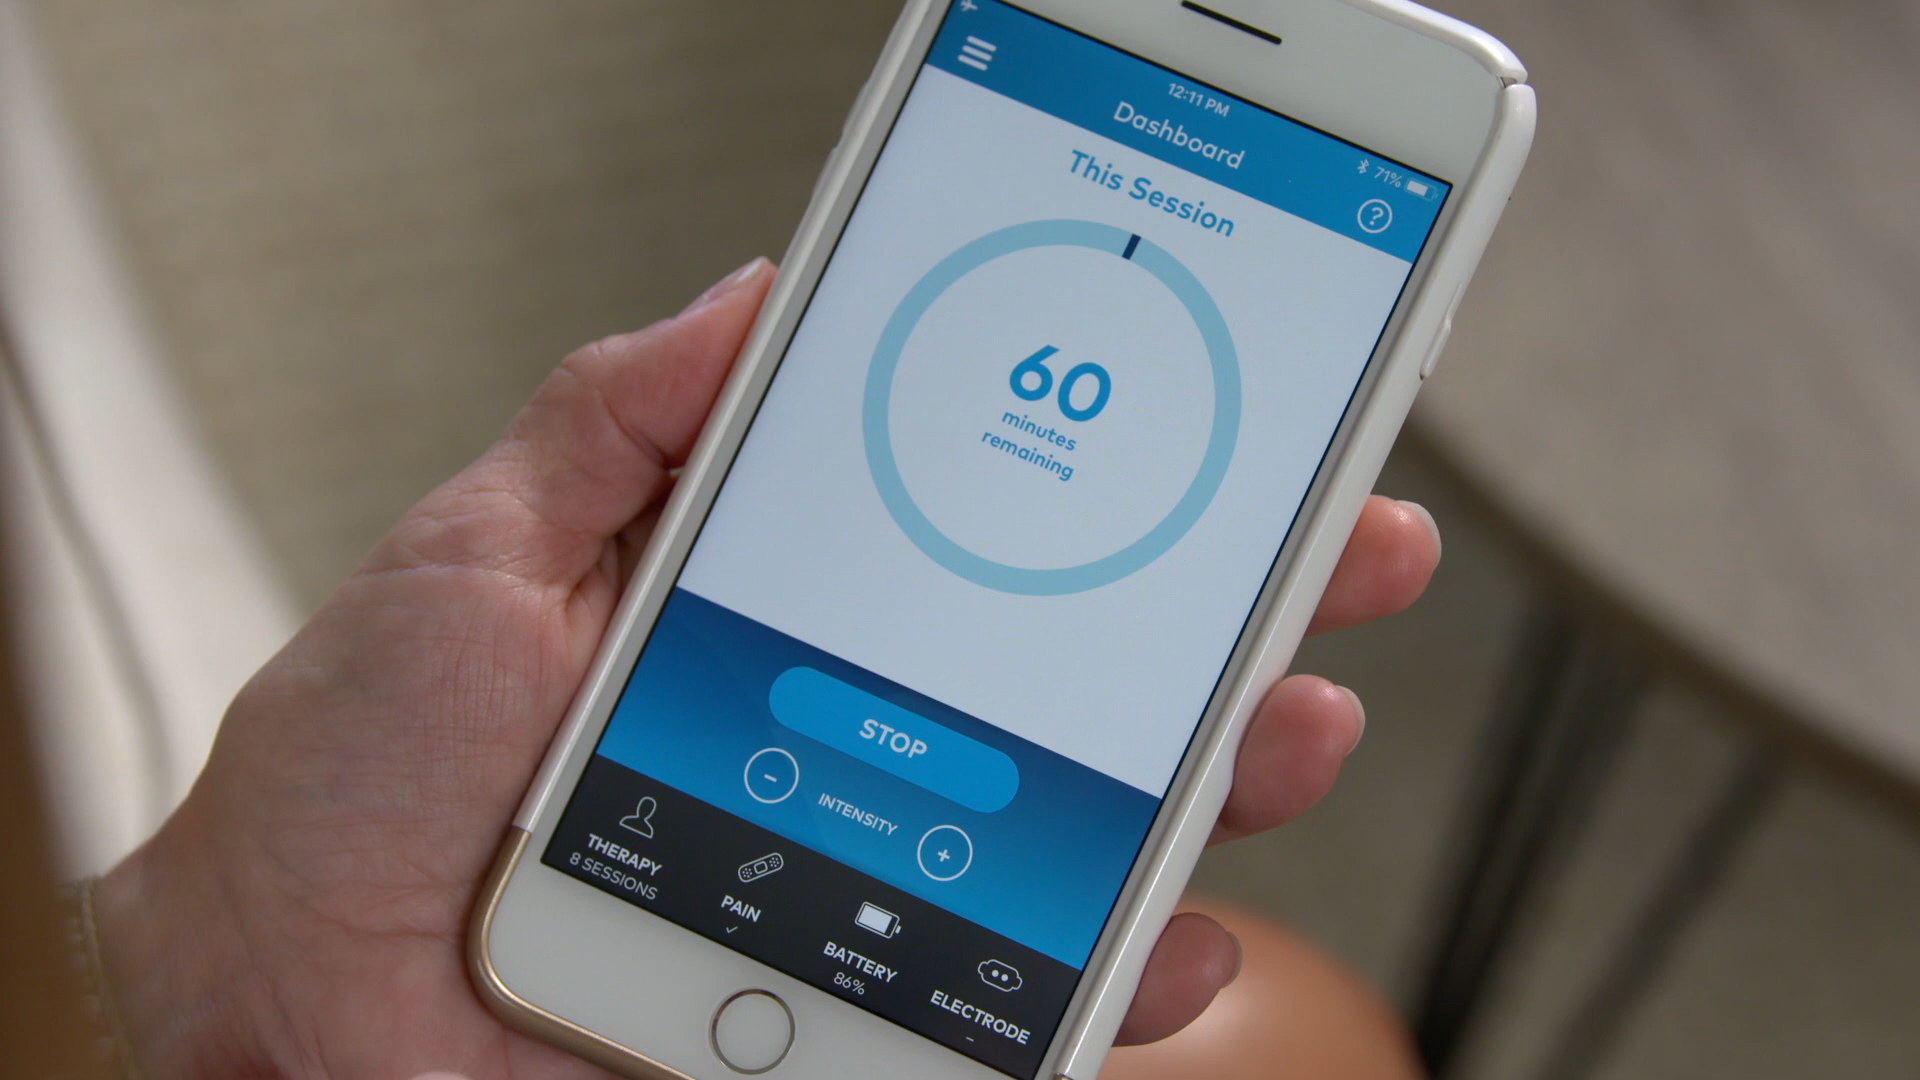 12:11 PM
71%
Dashboard
?
This Session
60
minutes
remaining
STOP
- INTENSITY +
THERAPY
8 SESSIONS
PAIN
BATTERY
86%
ELECTRODE
-